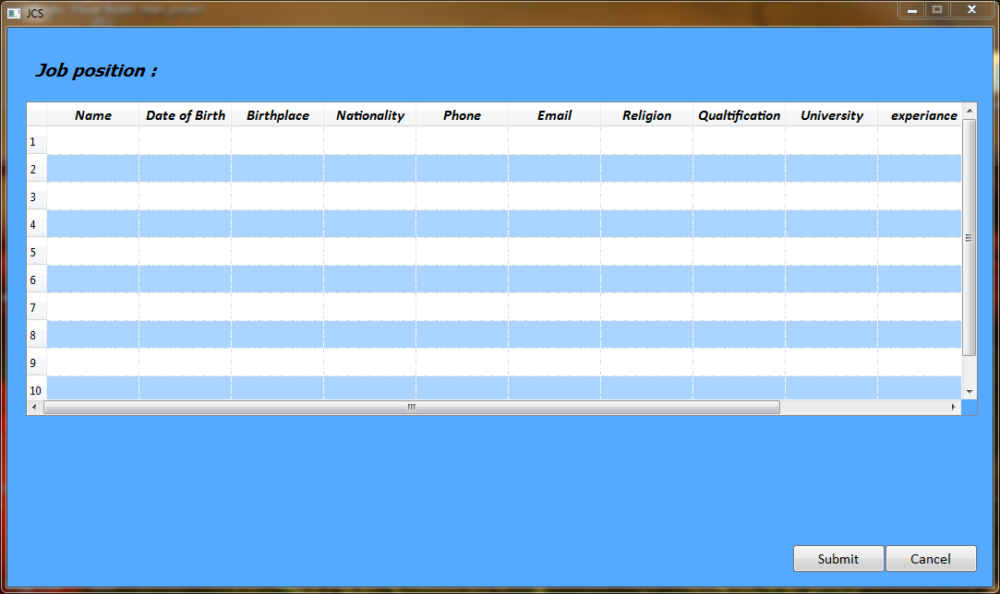 JCS
Job position :
Name Date of Birth Birthplace Nationality Phone Email Religion Qualtification University experiance
1
2
3
4
5
6
7
8
9
10
Submit Cancel